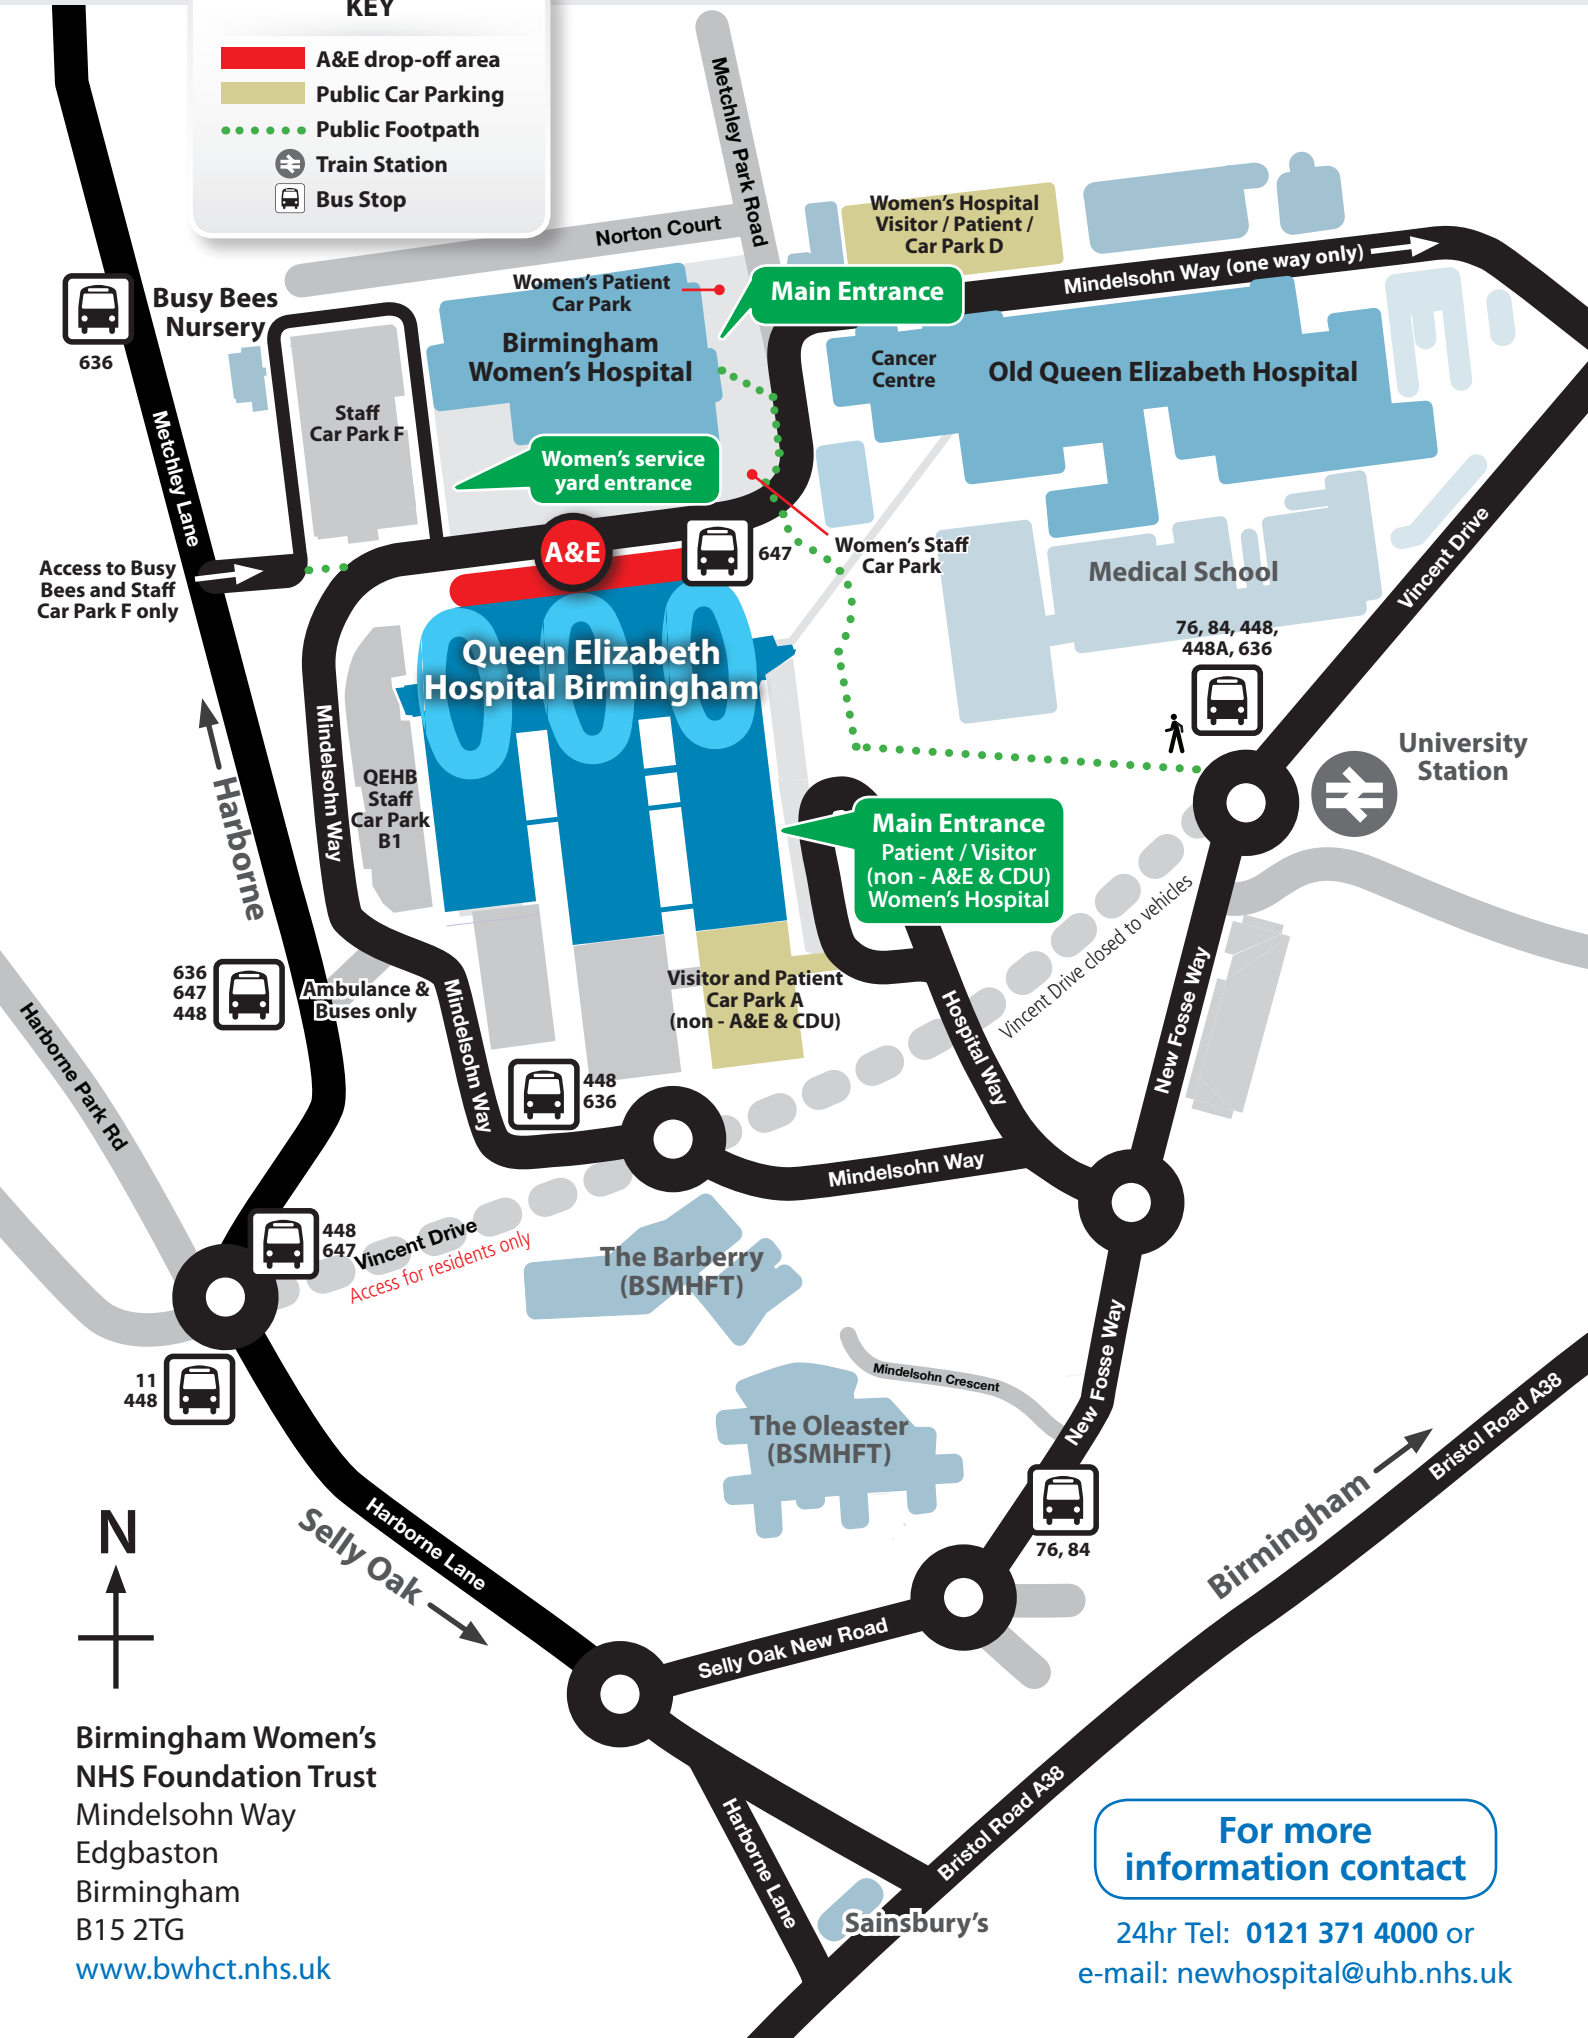 KEY
A&E drop-off area
Public Car Parking
Public Footpath
Train Station
Bus Stop
Metchley Park Road
Norton Court
Women's Hospital
Visitor / Patient /
Car Park D
Mindelsohn Way (one way only)
Women's Patient
Car Park
Main Entrance
Busy Bees
Nursery
636
Birmingham
Women's Hospital
Cancer
Centre
Old Queen Elizabeth Hospital
Staff
Car Park F
Metchley Lane
Women's service
yard entrance
A&E
647
Women's Staff
Car Park
Medical School
Vincent Drive
Access to Busy
Bees and Staff
Car Park F only
76, 84, 448,
448A, 636
Queen Elizabeth
Hospital Birmingham
Mindelsohn Way
Harborne
QEHB
Staff
Car Park
B1
University
Station
Main Entrance
Patient / Visitor
(non - A&E & CDU)
Women's Hospital
Vincent Drive closed to vehicles
636
647
448
Ambulance &
Buses only
Visitor and Patient
Car Park A
(non - A&E & CDU)
Mindelsohn Way
Hospital Way
New Fosse Way
Harborne Park Rd
448
636
Mindelsohn Way
448
647
Vincent Drive
Access for residents only
The Barberry
(BSMHFT)
11
448
Mindelsohn Crescent
New Fosse Way
The Oleaster
(BSMHFT)
Bristol Road A38
Birmingham
76, 84
N
Selly Oak
Harborne Lane
Selly Oak New Road
Harborne Lane
Bristol Road A38
Sainsbury's
Birmingham Women's
NHS Foundation Trust
Mindelsohn Way
Edgbaston
Birmingham
B15 2TG
www.bwhct.nhs.uk
For more
information contact
24hr Tel: 0121 371 4000 or
e-mail: newhospital@uhb.nhs.uk